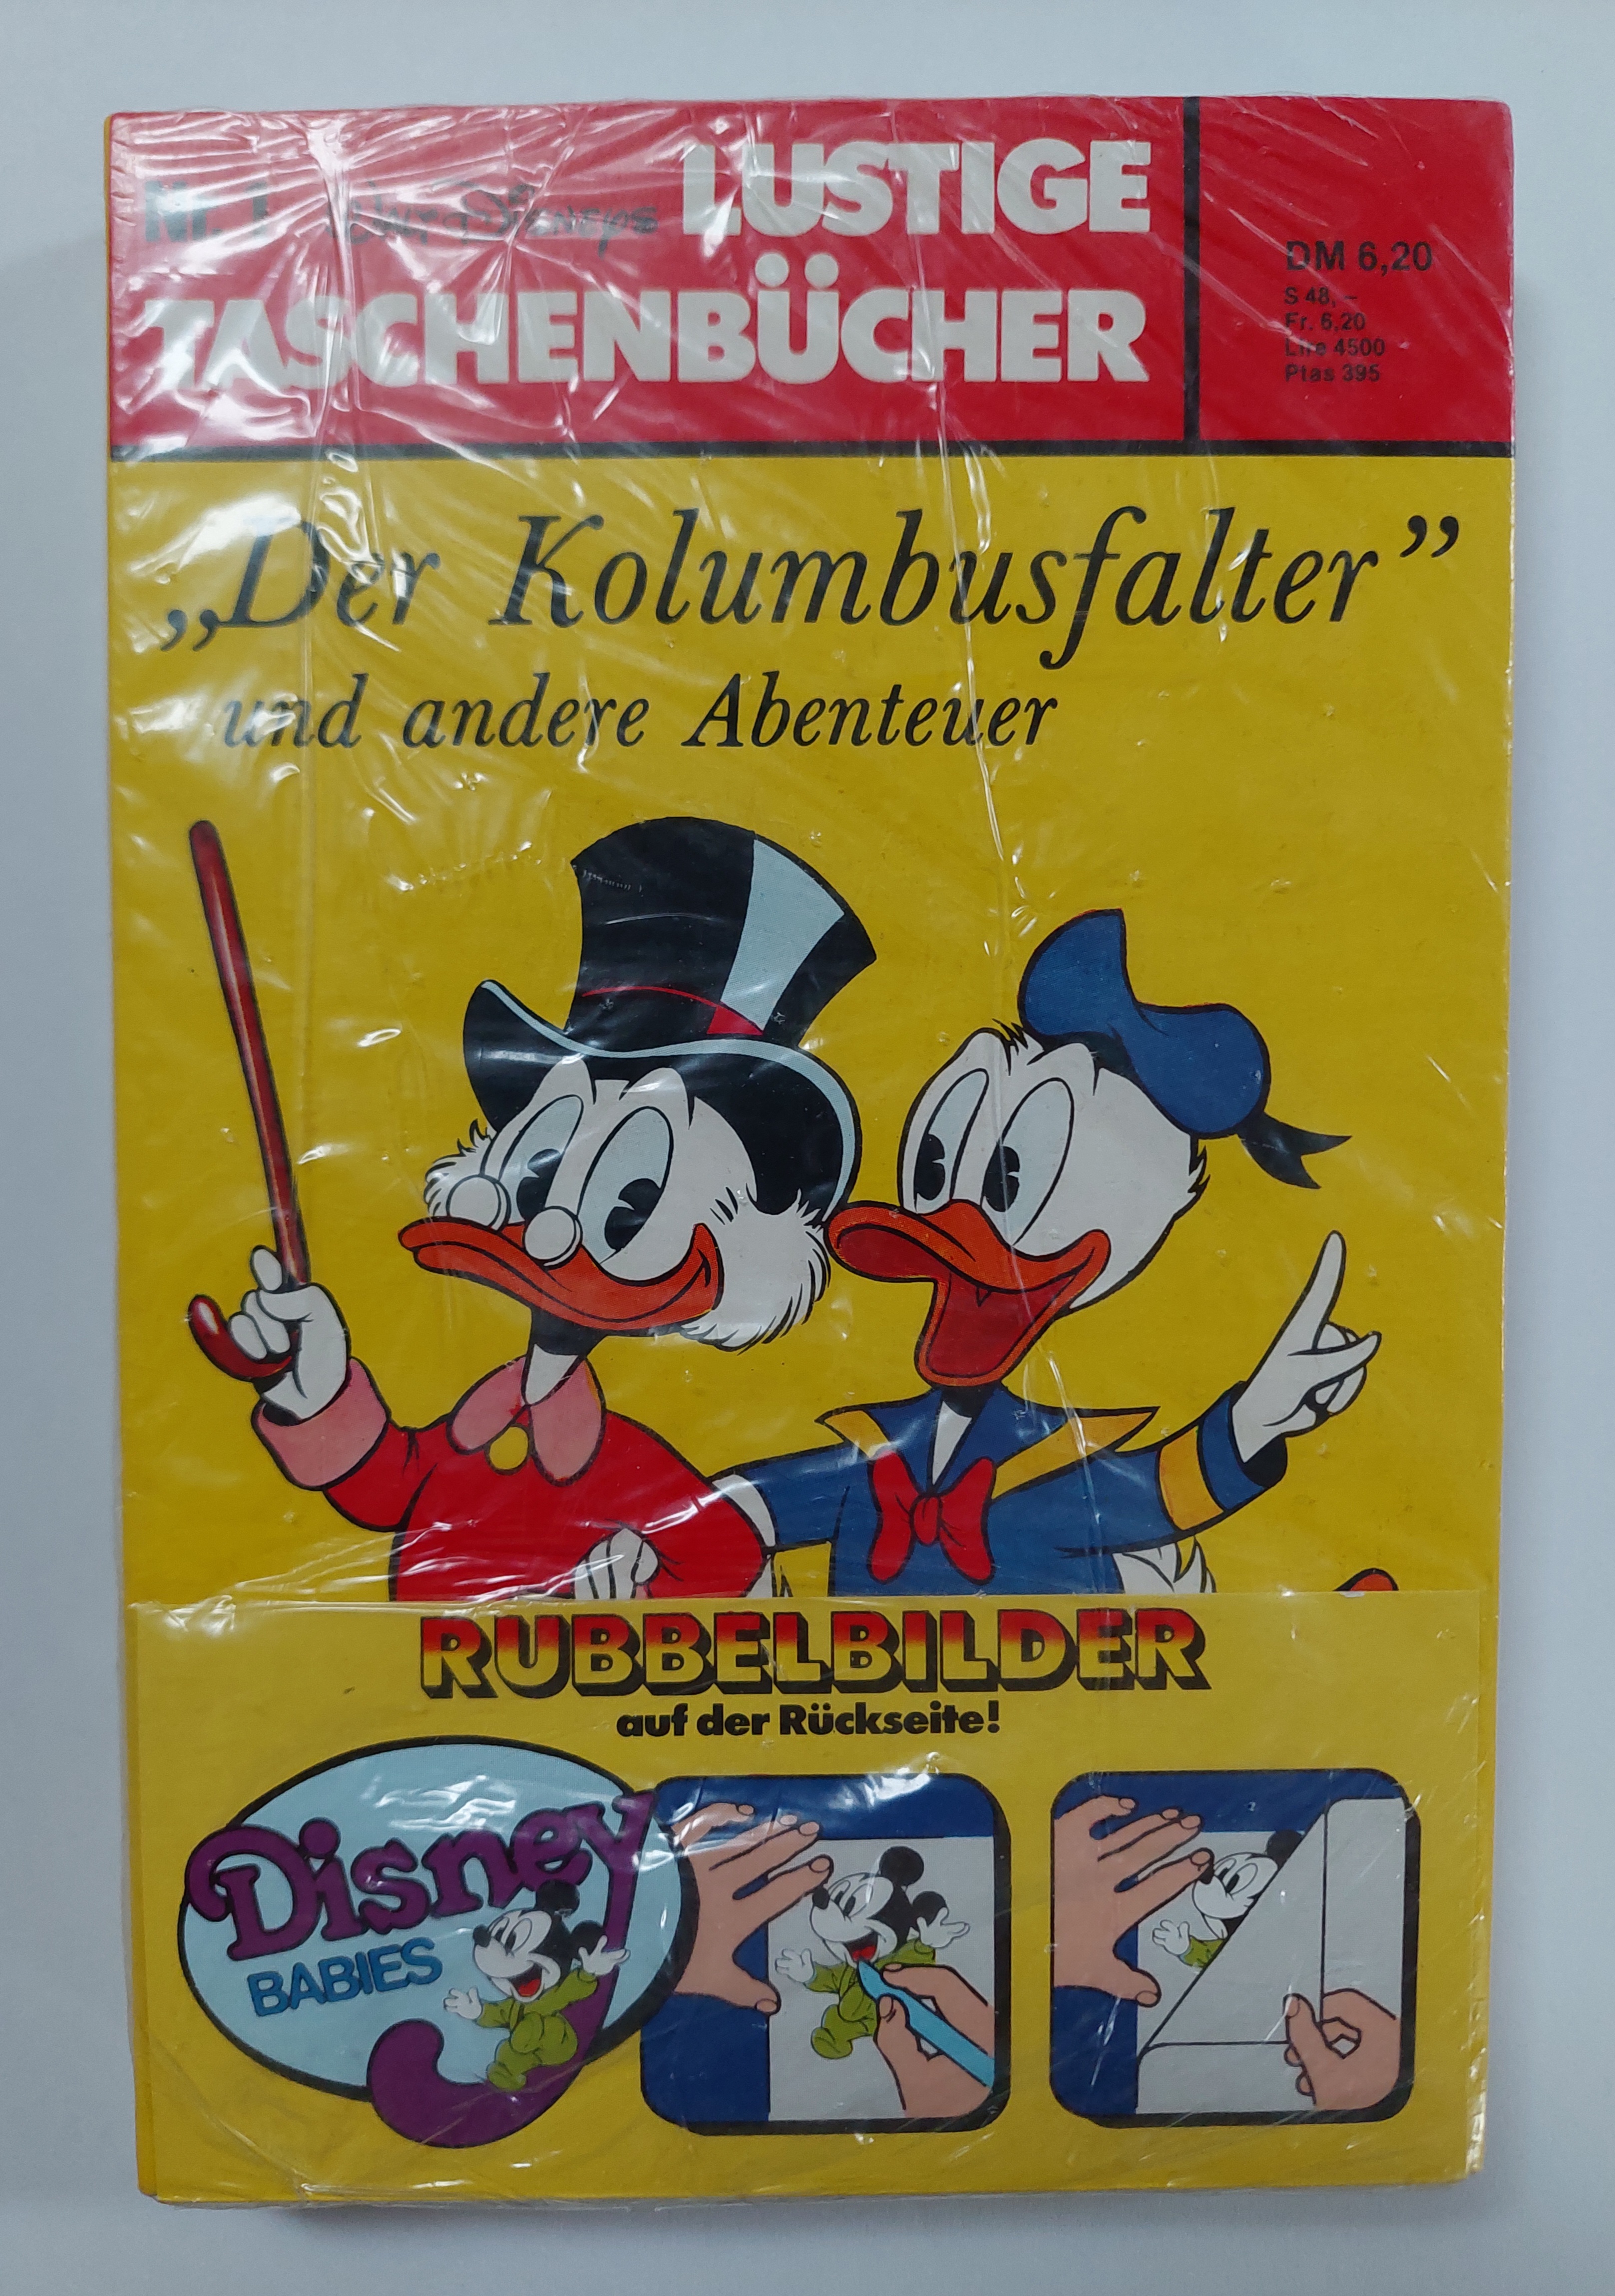 Nr. 1 Walt Disneys LUSTIGE
TASCHENBÜCHER
DM 6,20
S 48,–
Fr. 6,20
Lire 4500
Ptas 395
„Der Kolumbusfalter”
und andere Abenteuer
RUBBELBILDER
auf der Rückseite!
Disney
BABIES